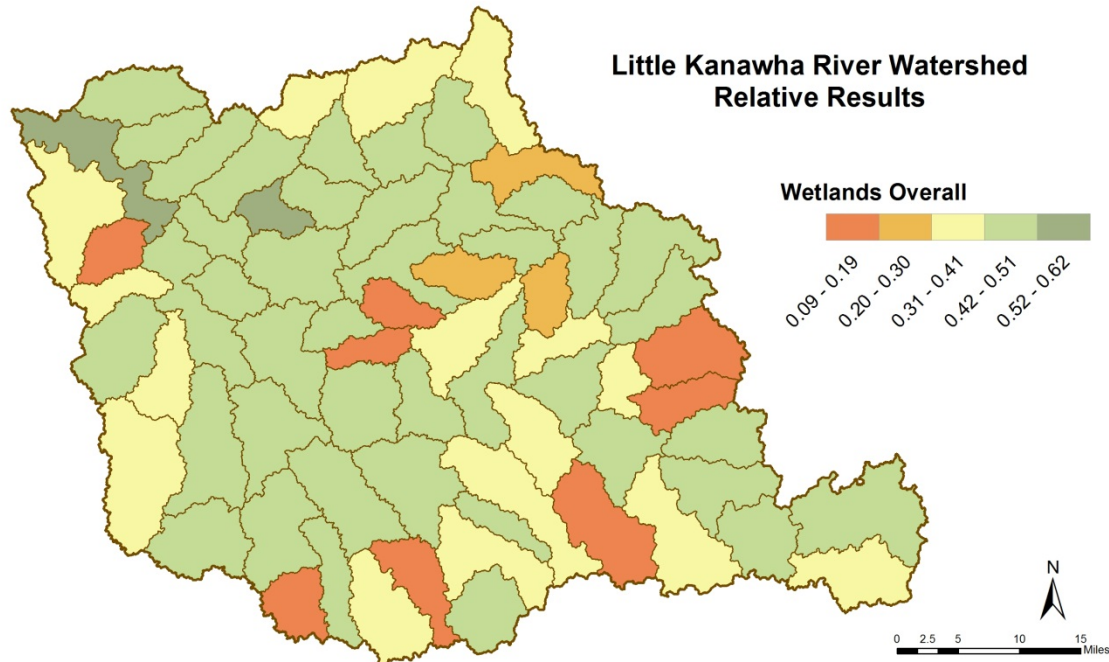 Little Kanawha River Watershed
Relative Results
Wetlands Overall
0.09 - 0.19
0.20 - 0.30
0.31 - 0.41
0.42 - 0.51
0.52 - 0.62
N
0 2.5 5 10 15
Miles